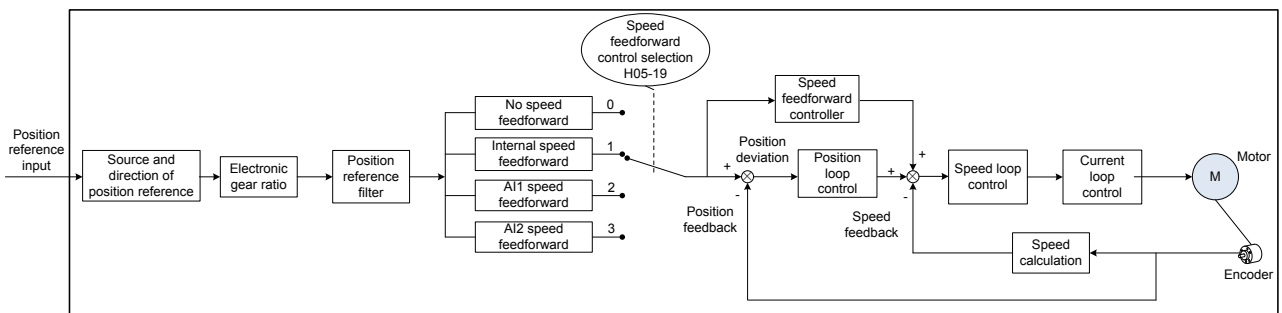 Speed
feedforward
control selection
H05-19
Position
reference
input
Source and
direction of
position reference
Electronic
gear ratio
Position
reference
filter
No speed
feedforward
0
Internal speed
feedforward
1
AI1 speed
feedforward
2
AI2 speed
feedforward
3
Speed
feedforward
controller
Position
deviation
+
-
Position
feedback
Position
loop
control
+
+
-
Speed
feedback
Speed loop
control
Current
loop
control
Motor
M
Speed
calculation
Encoder